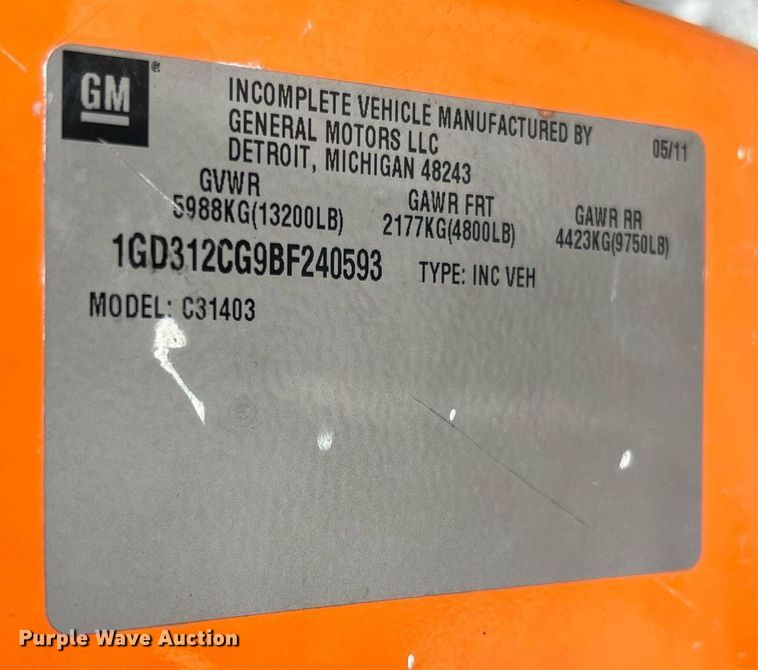 GM®
INCOMPLETE VEHICLE MANUFACTURED BY
GENERAL MOTORS LLC
DETROIT, MICHIGAN 48243
05/11
GVWR
5988KG(13200LB)
GAWR FRT
2177KG(4800LB)
GAWR RR
4423KG(9750LB)
1GD312CG9BF240593
TYPE: INC VEH
MODEL: C31403
Purple Wave Auction